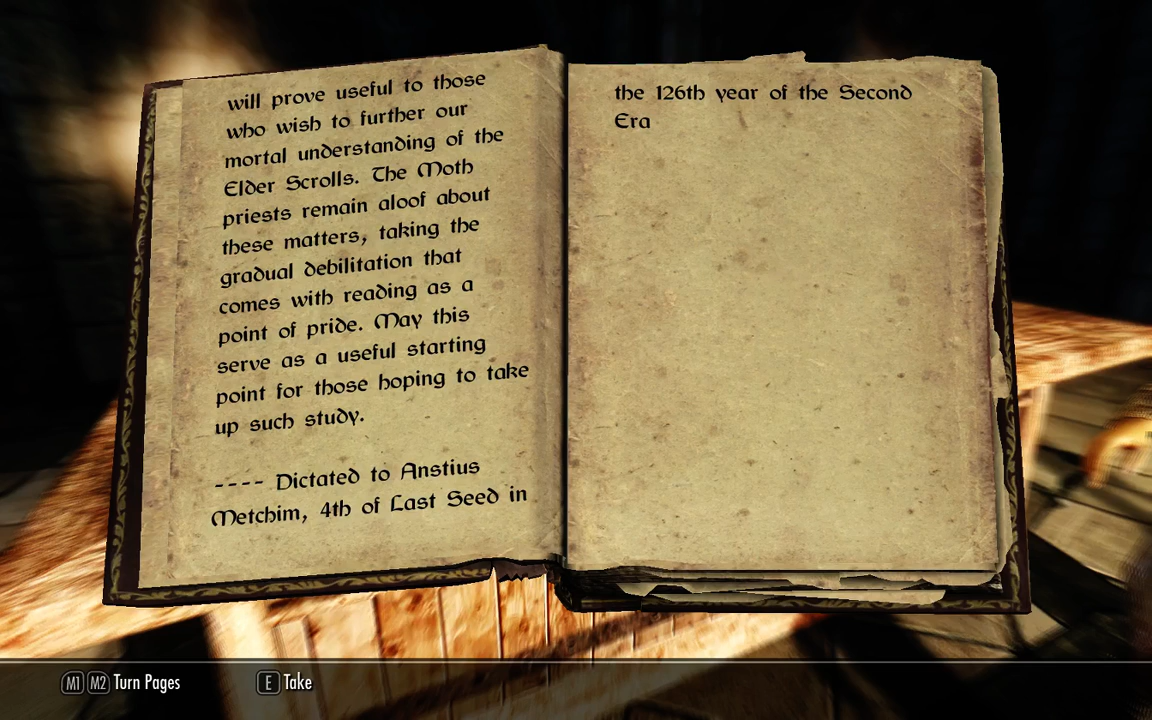 will prove useful to those
who wish to further our
mortal understanding of the
Elder Scrolls. The Moth
priests remain aloof about
these matters, taking the
gradual debilitation that
comes with reading as a
point of pride. May this
serve as a useful starting
point for those hoping to take
up such study.
---- Dictated to Anstius
Metchim, 4th of Last Seed in
the 126th year of the Second
Era
M1 M2 Turn Pages
E Take